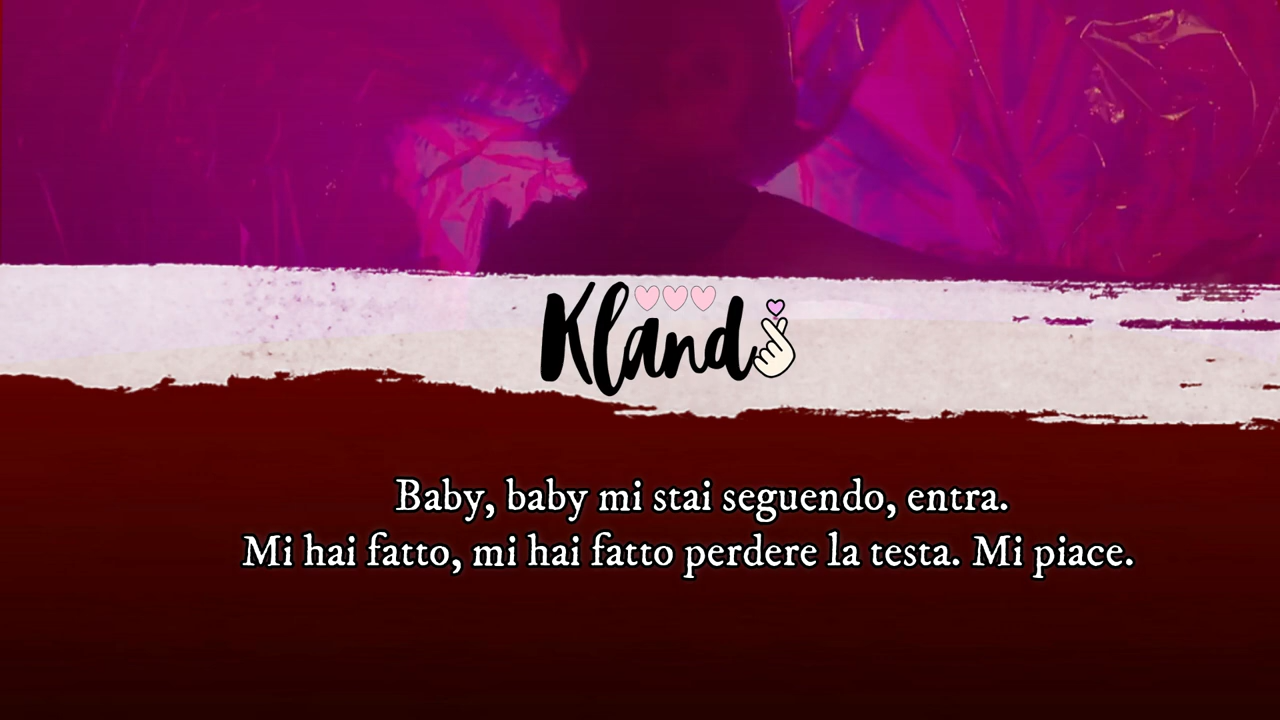 Kland
Baby, baby mi stai seguendo, entra.
Mi hai fatto, mi hai fatto perdere la testa. Mi piace.